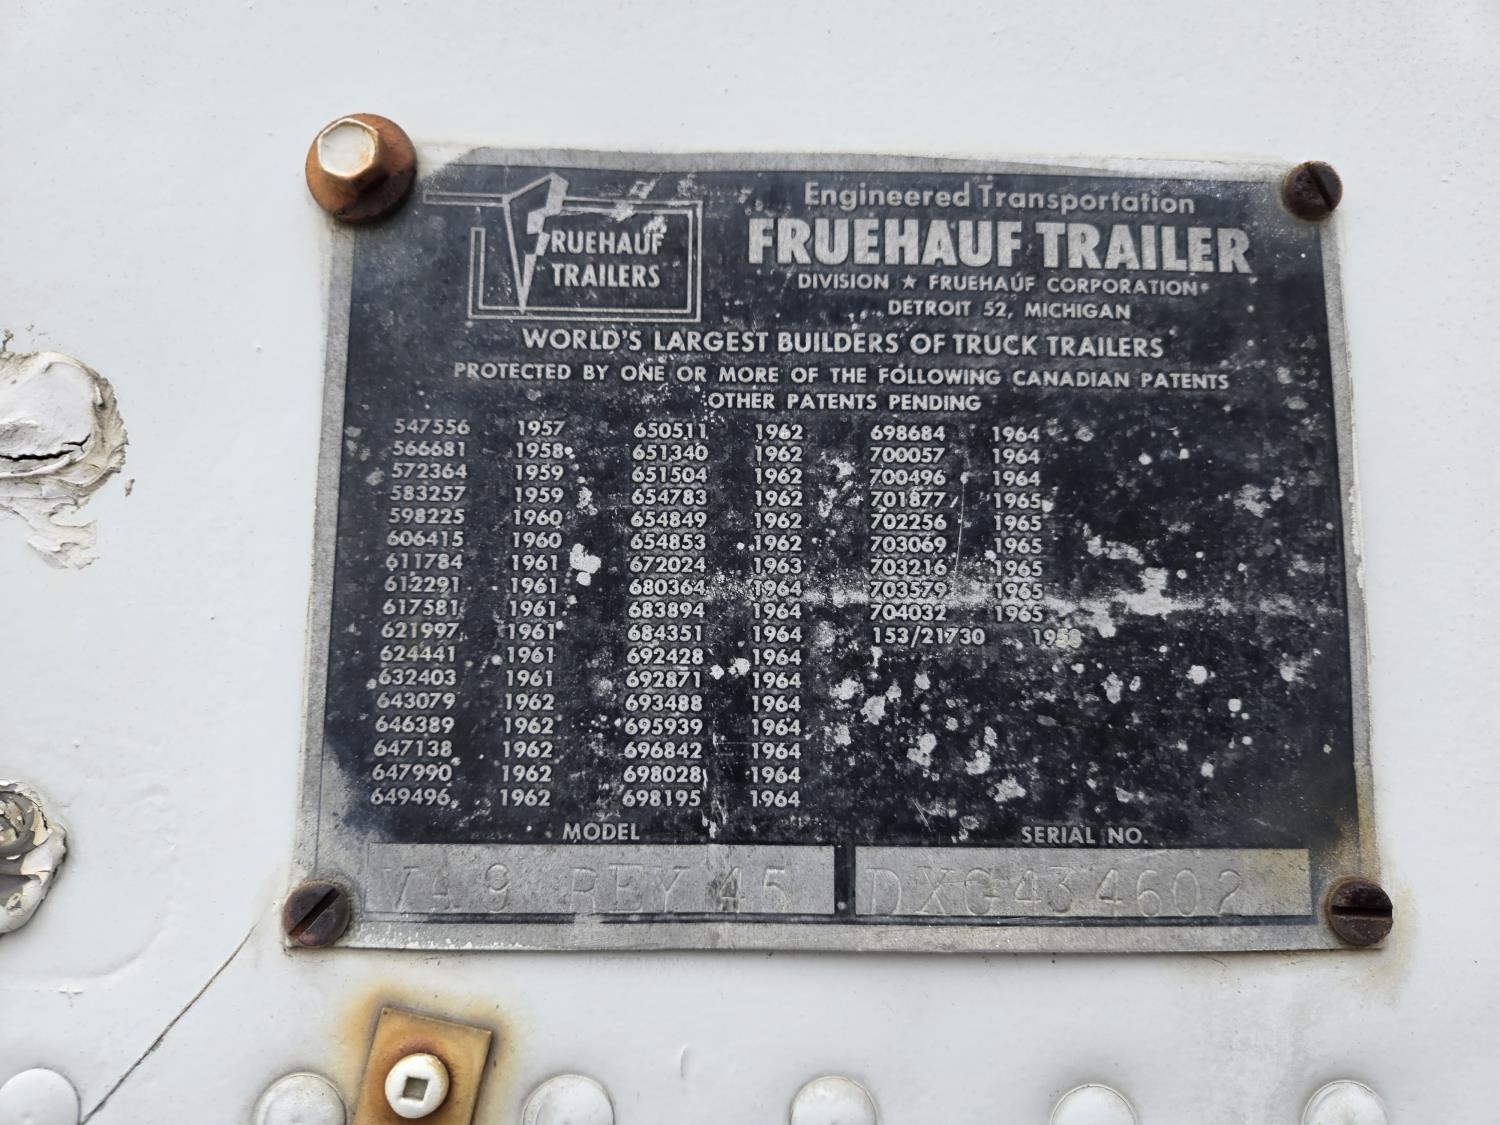 FRUEHAUF
TRAILERS
Engineered Transportation
FRUEHAUF TRAILER
DIVISION ★ FRUEHAUF CORPORATION
DETROIT 52, MICHIGAN
WORLD'S LARGEST BUILDERS OF TRUCK TRAILERS
PROTECTED BY ONE OR MORE OF THE FOLLOWING CANADIAN PATENTS
OTHER PATENTS PENDING
547556 1957 650511 1962 698684 1964
566681 1958 651340 1962 700057 1964
572364 1959 651504 1962 700496 1964
583257 1959 654783 1962 701877 1965
598225 1960 654849 1962 702256 1965
606415 1960 654853 1962 703069 1965
611784 1961 672024 1963 703216 1965
612291 1961 680364 1964 703579 1965
617581 1961 683894 1964 704032 1965
621997 1961 684351 1964 153/21730 1958
624441 1961 692428 1964
632403 1961 692871 1964
643079 1962 693488 1964
646389 1962 695939 1964
647138 1962 696842 1964
647990 1962 698028 1964
649496 1962 698195 1964
MODEL SERIAL NO.
VA 9 REY 45 DXG434602